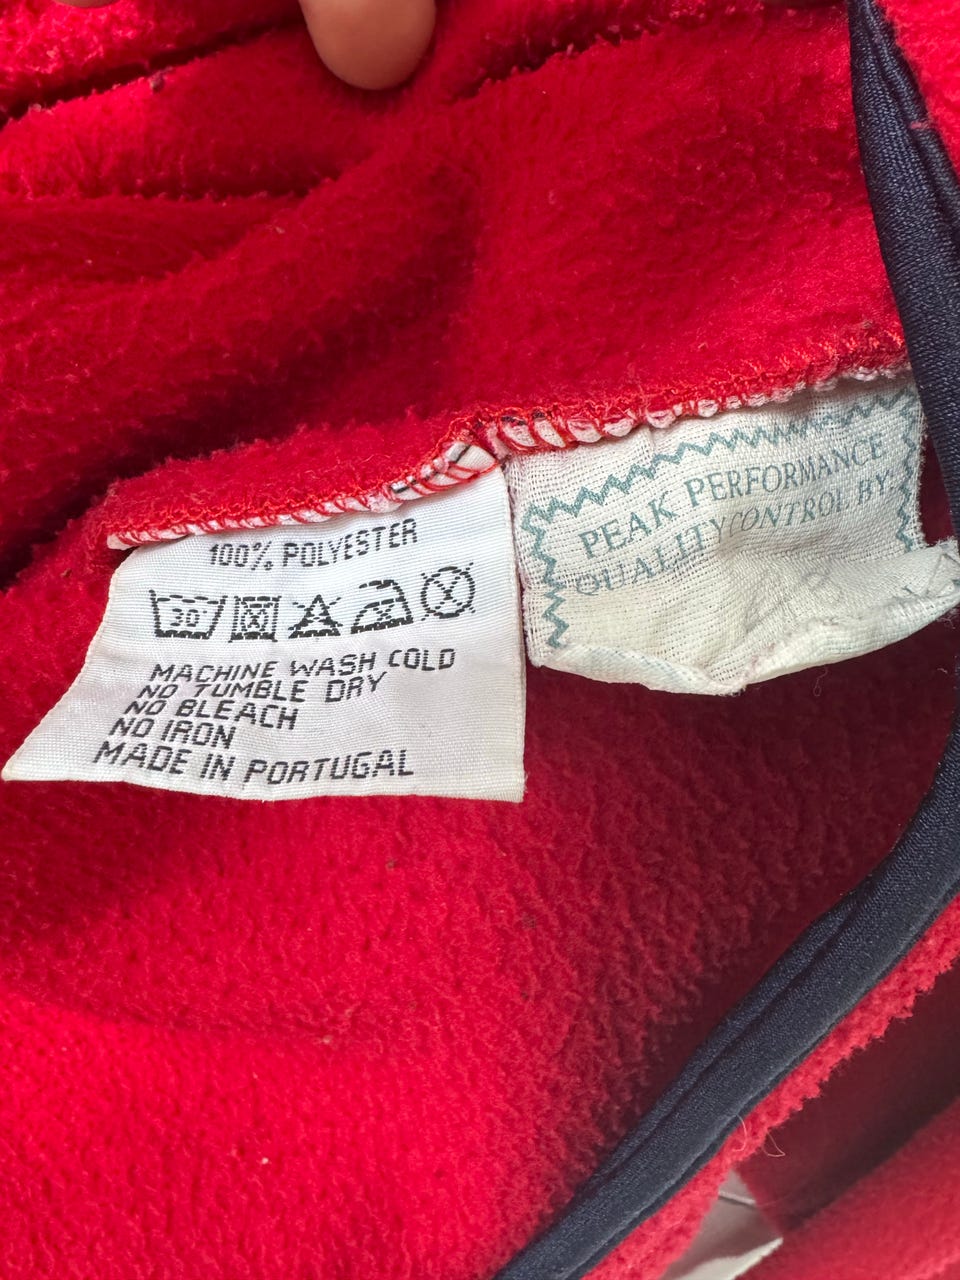 100% POLYESTER
30
MACHINE WASH COLD
NO TUMBLE DRY
NO BLEACH
NO IRON
MADE IN PORTUGAL
PEAK PERFORMANCE
QUALITY CONTROL BY: